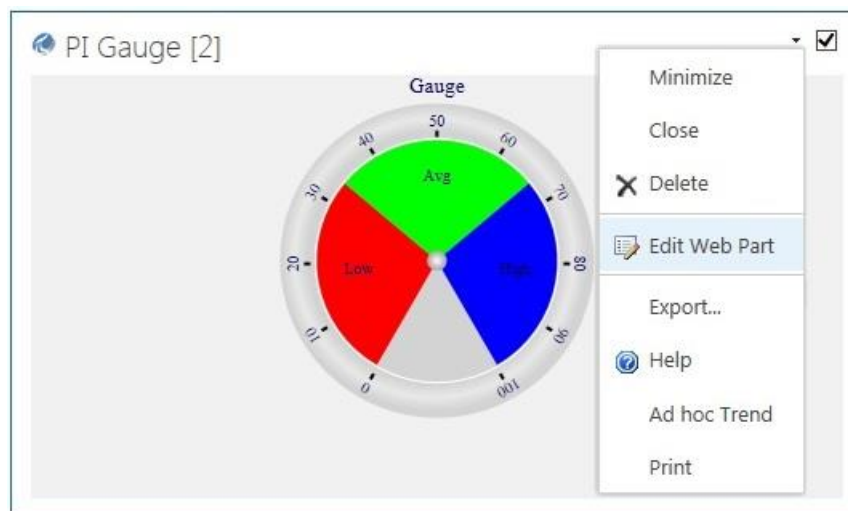 PI Gauge [2]
Gauge
50
40
60
30
70
Avg
Low
High
20
80
10
90
0
100
Minimize
Close
Delete
Edit Web Part
Export...
Help
Ad hoc Trend
Print